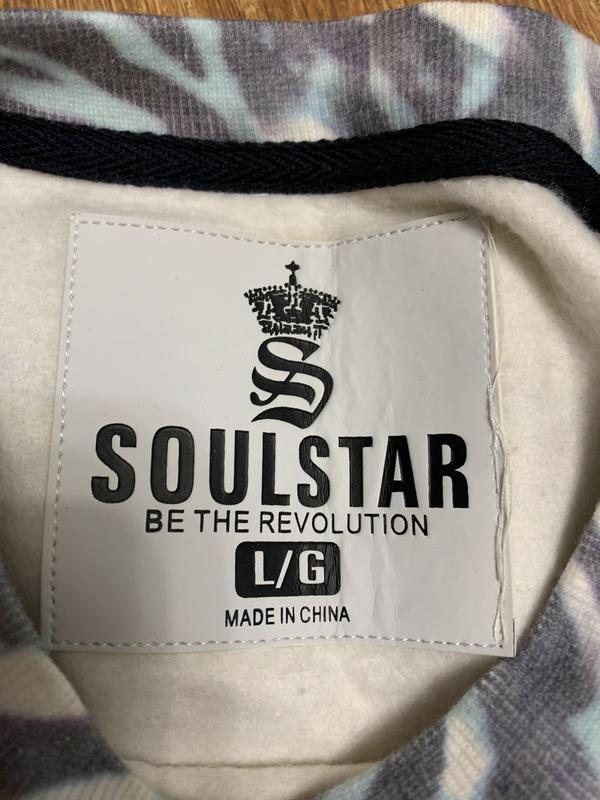 S
SOULSTAR
BE THE REVOLUTION
L/G
MADE IN CHINA